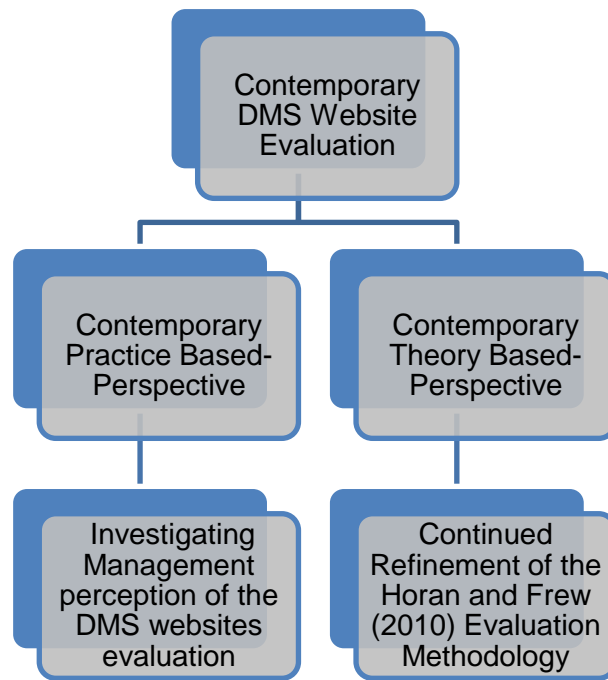 Contemporary
DMS Website
Evaluation
Contemporary
Practice Based-
Perspective
Contemporary
Theory Based-
Perspective
Investigating
Management
perception of the
DMS websites
evaluation
Continued
Refinement of the
Horan and Frew
(2010) Evaluation
Methodology